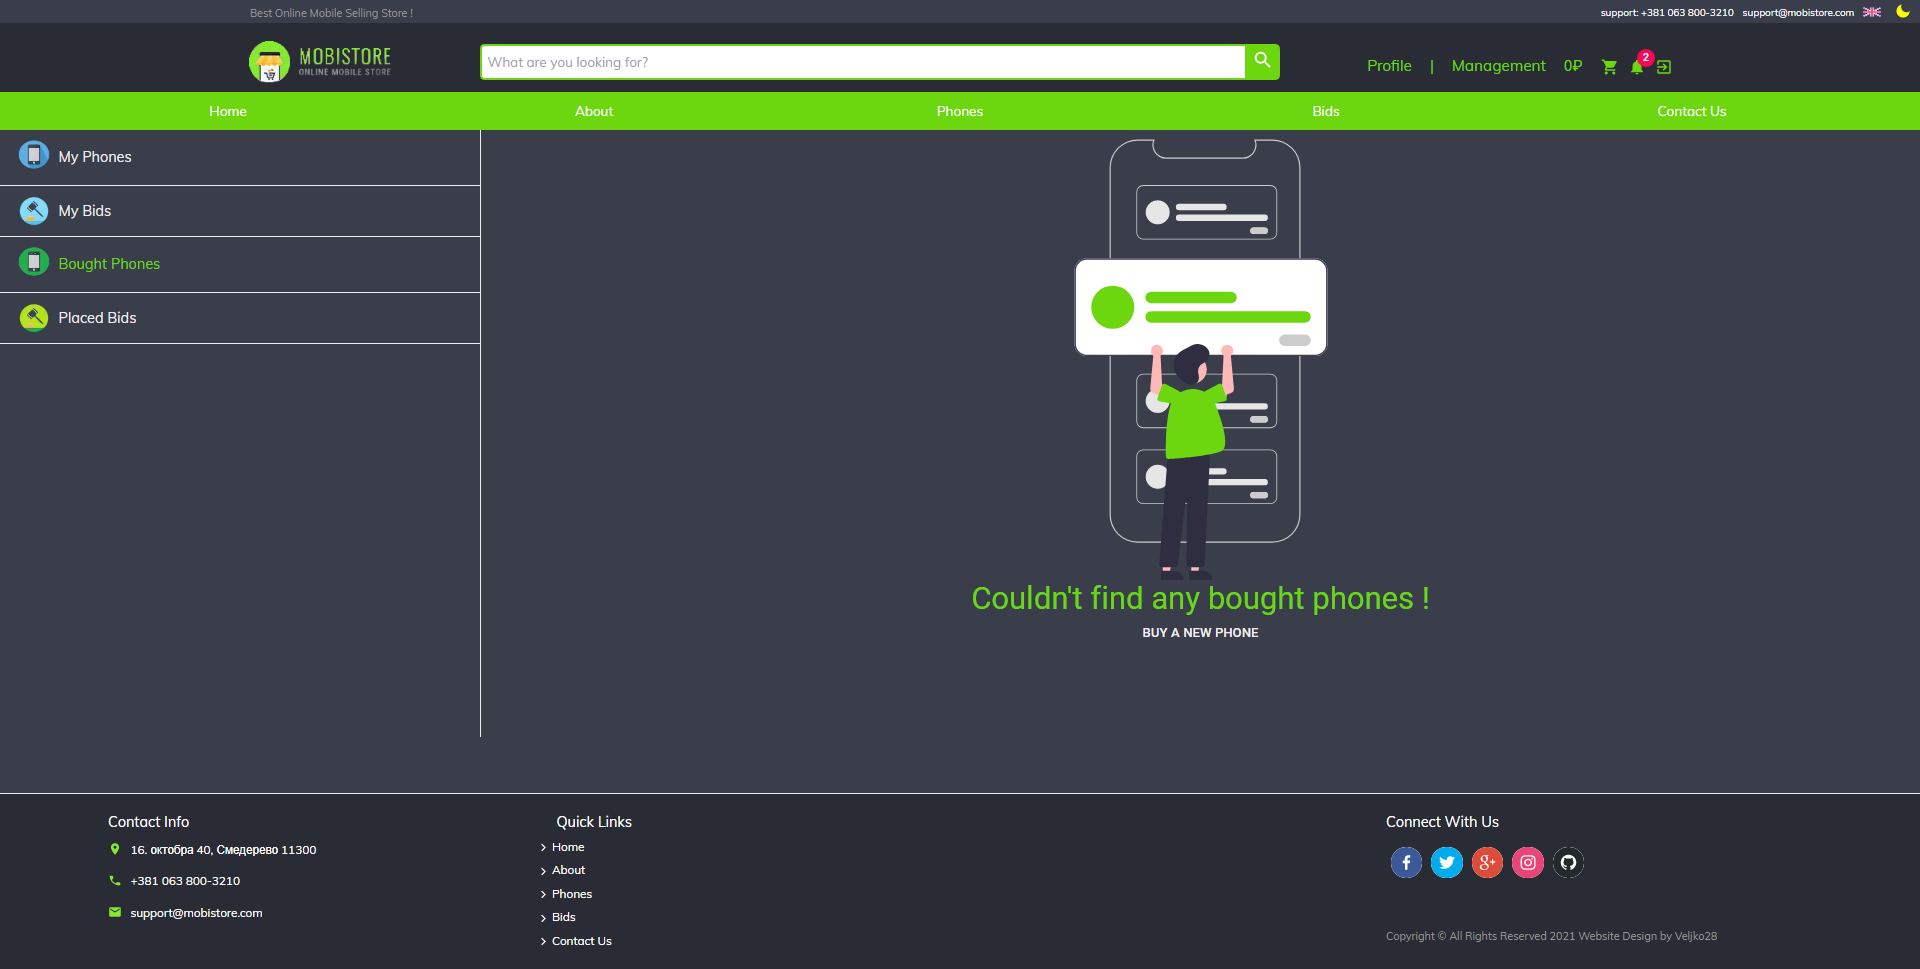 Best Online Mobile Selling Store !
support: +381 063 800-3210 support@mobistore.com
MOBISTORE
ONLINE MOBILE STORE
What are you looking for?
Profile | Management 0₽
2
Home About Phones Bids Contact Us
My Phones
My Bids
Bought Phones
Placed Bids
Couldn't find any bought phones !
BUY A NEW PHONE
Contact Info
16. октобра 40, Смедерево 11300
+381 063 800-3210
support@mobistore.com
Quick Links
Home
About
Phones
Bids
Contact Us
Connect With Us
Copyright © All Rights Reserved 2021 Website Design by Veljko28